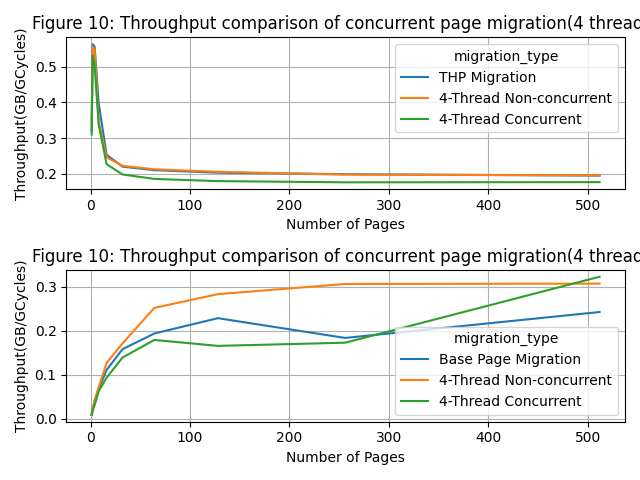 Figure 10: Throughput comparison of concurrent page migration(4 thread
Throughput(GB/GCycles)
0.5
0.4
0.3
0.2
migration_type
THP Migration
4-Thread Non-concurrent
4-Thread Concurrent
0 100 200 300 400 500
Number of Pages
Figure 10: Throughput comparison of concurrent page migration(4 thread
Throughput(GB/GCycles)
0.3
0.2
0.1
0.0
migration_type
Base Page Migration
4-Thread Non-concurrent
4-Thread Concurrent
0 100 200 300 400 500
Number of Pages